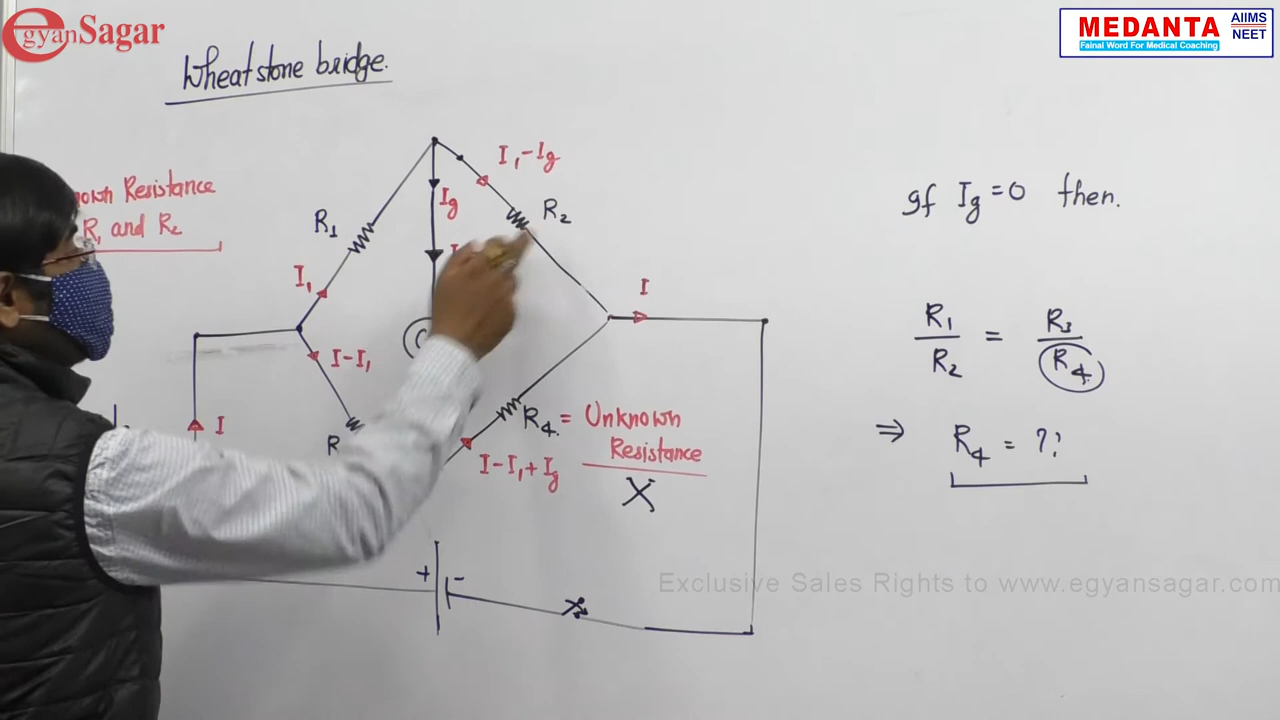 egyanSagar
MEDANTA
AIIMS
NEET
Fainal Word For Medical Coaching
Wheatstone bridge.
Resistance
R₁ and R₂
I₁-Ig
Ig
R₁
R₂
I₁
I-I₁
I
I
R
R₄ = Unknown
Resistance
X
I-I₁+Ig
+ -
If Ig=0 then.
R₁/R₂ = R₃/R₄
⇒ R₄ = ??
Exclusive Sales Rights to www.egyansagar.com